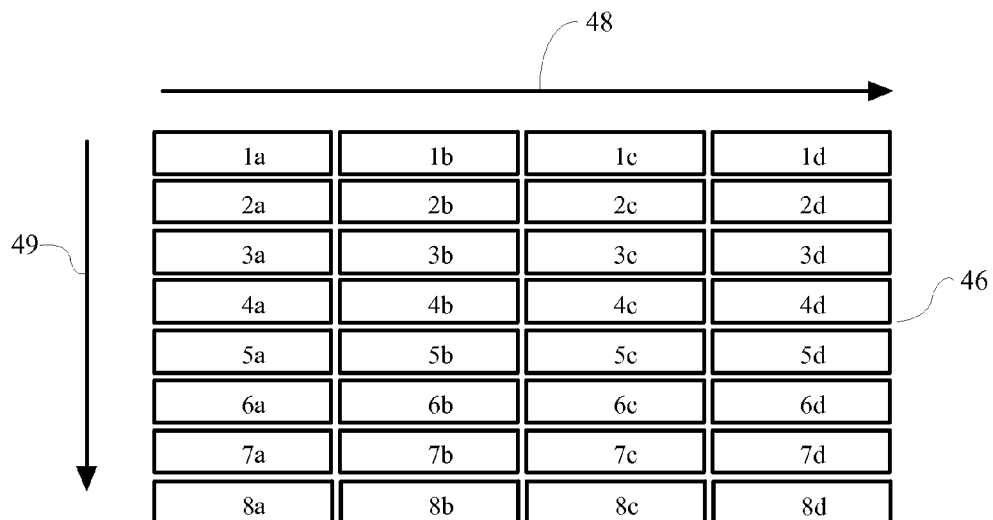 48
1a 1b 1c 1d
2a 2b 2c 2d
49 3a 3b 3c 3d
4a 4b 4c 4d 46
5a 5b 5c 5d
6a 6b 6c 6d
7a 7b 7c 7d
8a 8b 8c 8d